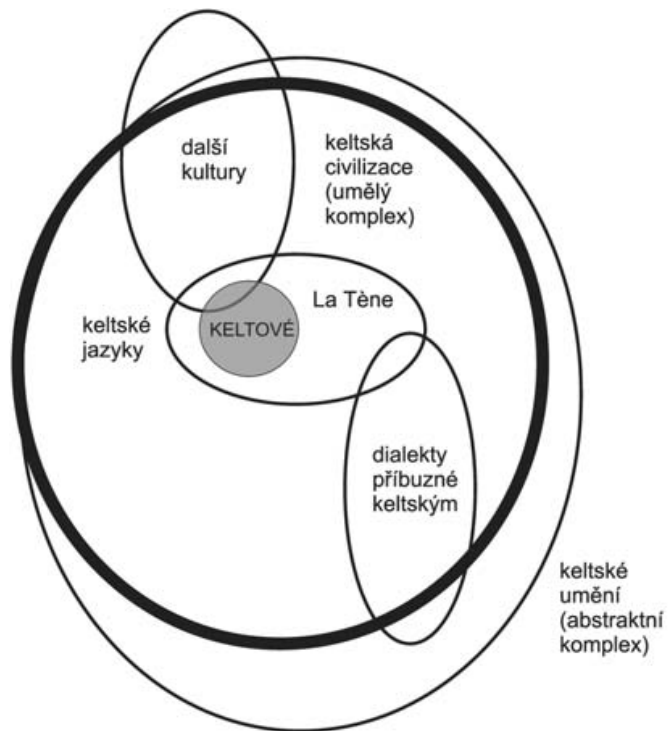 další
kultury
keltská
civilizace
(umělý
komplex)
La Tène
keltské
jazyky
KELTOVÉ
dialekty
příbuzné
keltským
keltské
umění
(abstraktní
komplex)